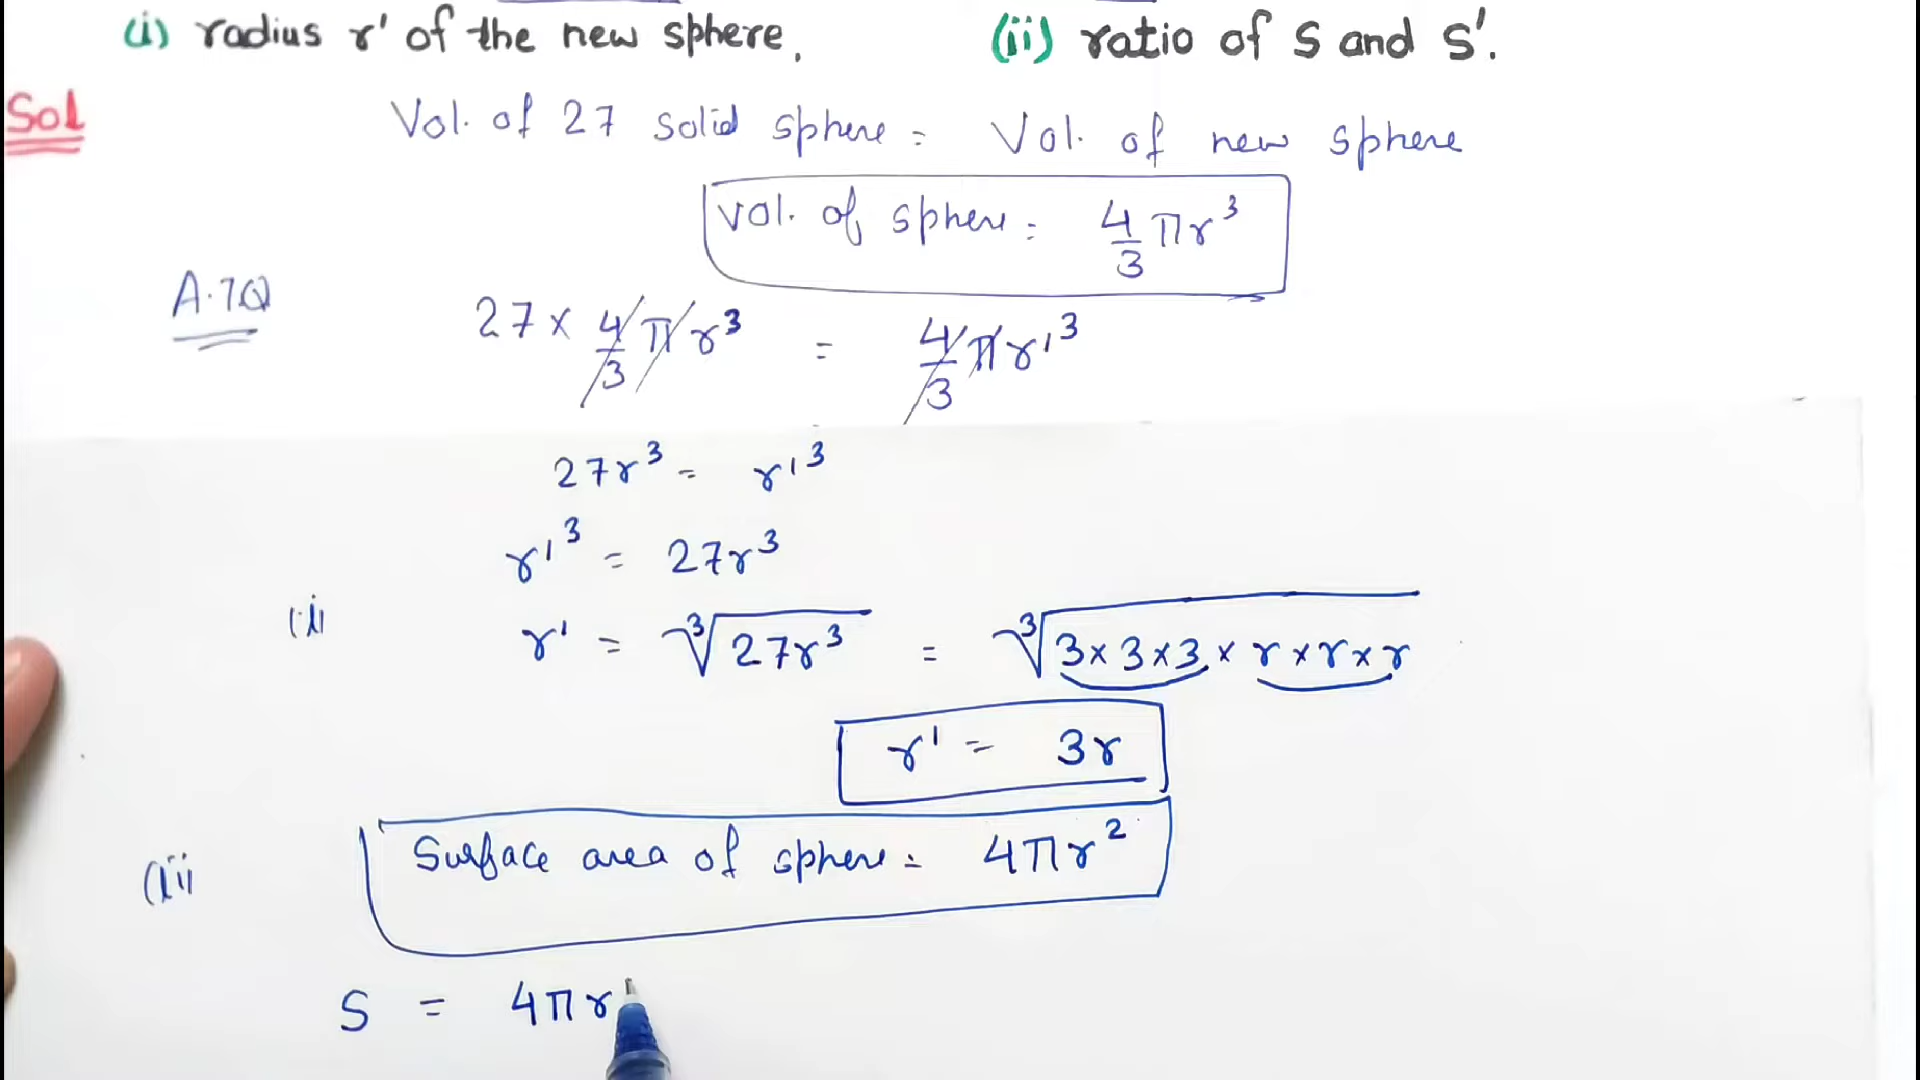 (i) radius r' of the new sphere, (ii) ratio of S and S'.
Sol Vol. of 27 solid sphere = Vol. of new sphere
Vol. of sphere = 4/3 πr³
A.TQ 27 × 4/3 πr³ = 4/3 πr'³
27r³ = r'³
r'³ = 27r³
(i) r' = ∛27r³ = ∛3×3×3 × r×r×r
r' = 3r
(ii Surface area of sphere = 4πr²
S = 4πr